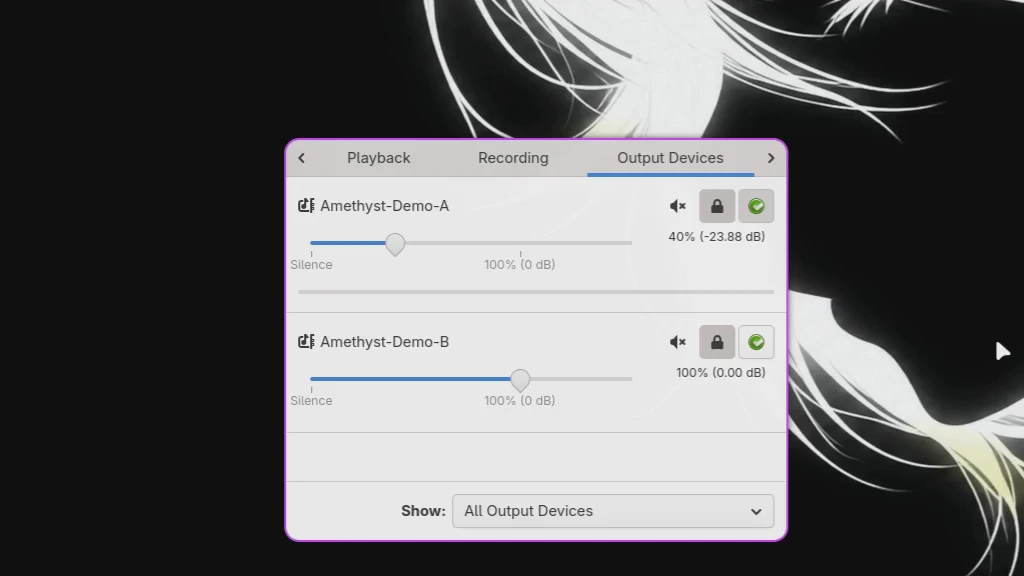 Playback Recording Output Devices
Amethyst-Demo-A
40% (-23.88 dB)
Silence 100% (0 dB)
Amethyst-Demo-B
100% (0.00 dB)
Silence 100% (0 dB)
Show: All Output Devices